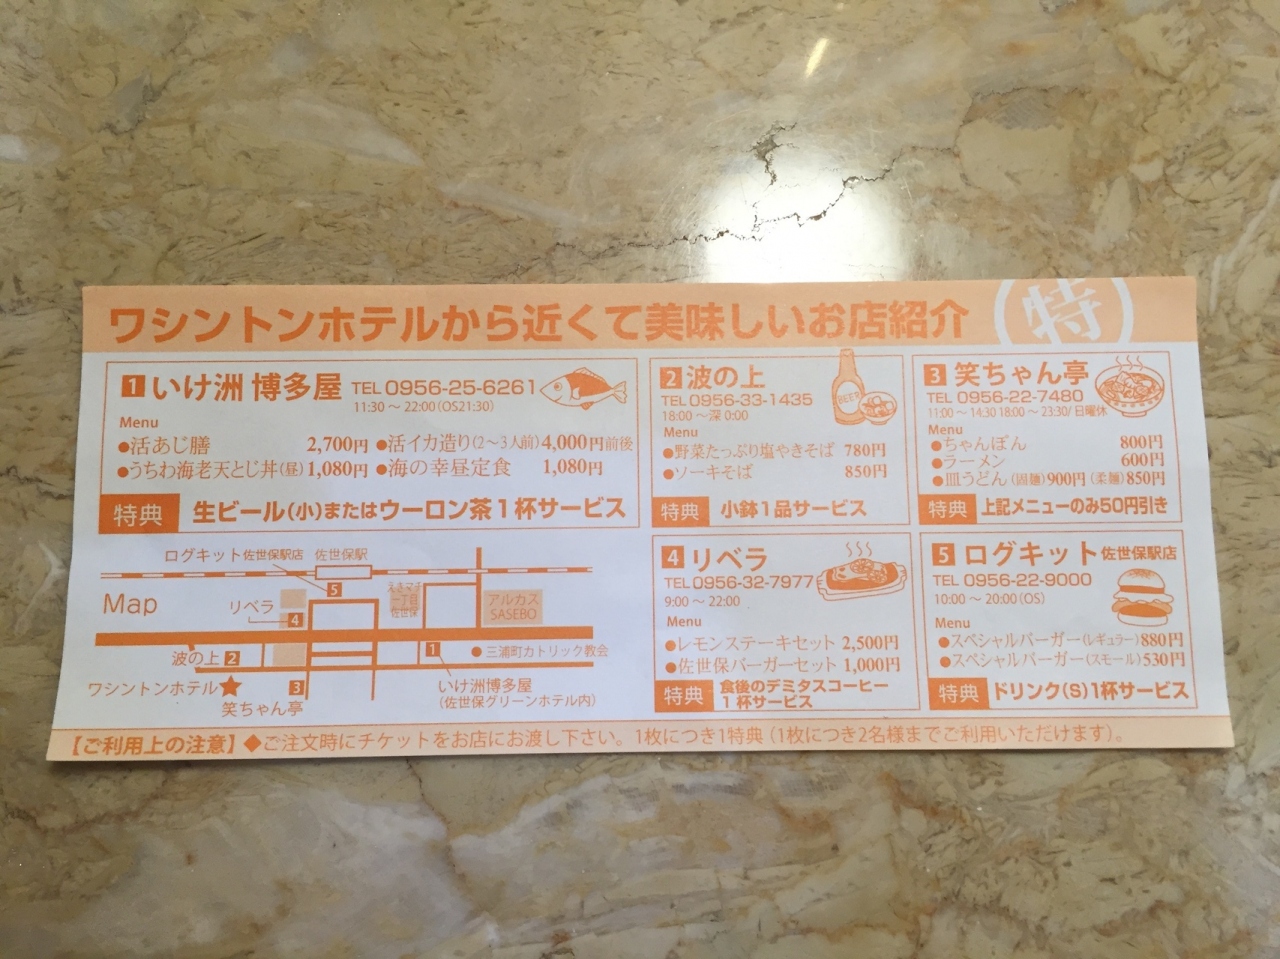 ワシントンホテルから近くて美味しいお店紹介
特
1 いけ洲 博多屋 TEL 0956-25-6261
11:30～22:00(OS21:30)
Menu
●活あじ膳 2,700円 ●活イカ造り(2～3人前)4,000円前後
●うちわ海老天とじ丼(昼)1,080円 ●海の幸昼定食 1,080円
特典 生ビール(小)またはウーロン茶1杯サービス
2 波の上
TEL 0956-33-1435
18:00～深0:00
Menu
BEER
●野菜たっぷり塩やきそば 780円
●ソーキそば 850円
特典 小鉢1品サービス
3 笑ちゃん亭
TEL 0956-22-7480
11:00～14:30 18:00～23:30/日曜休
Menu
●ちゃんぽん 800円
●ラーメン 600円
●皿うどん(固麺)900円(柔麺)850円
特典 上記メニューのみ50円引き
4 リベラ
TEL 0956-32-7977
9:00～22:00
Menu
●レモンステーキセット 2,500円
●佐世保バーガーセット 1,000円
特典 食後のデミタスコーヒー
1杯サービス
5 ログキット 佐世保駅店
TEL 0956-22-9000
10:00～20:00(OS)
Menu
●スペシャルバーガー(レギュラー)880円
●スペシャルバーガー(スモール)530円
特典 ドリンク(S)1杯サービス
ログキット佐世保駅店 佐世保駅
Map
5
えきマチ
一丁目
佐世保
アルカス
SASEBO
リベラ
4
波の上 2
1
●三浦町カトリック教会
ワシントンホテル★
3
笑ちゃん亭
いけ洲博多屋
(佐世保グリーンホテル内)
【ご利用上の注意】◆ご注文時にチケットをお店にお渡し下さい。1枚につき1特典(1枚につき2名様までご利用いただけます)。